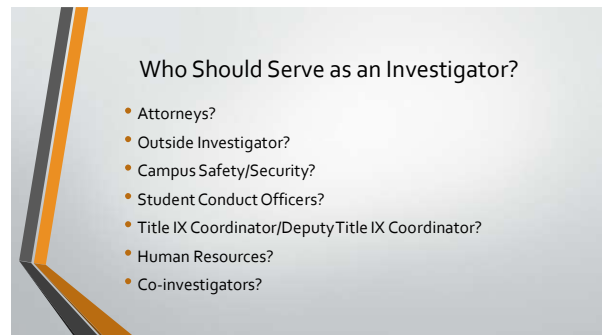 Who Should Serve as an Investigator?
• Attorneys?
• Outside Investigator?
• Campus Safety/Security?
• Student Conduct Officers?
• Title IX Coordinator/Deputy Title IX Coordinator?
• Human Resources?
• Co-investigators?